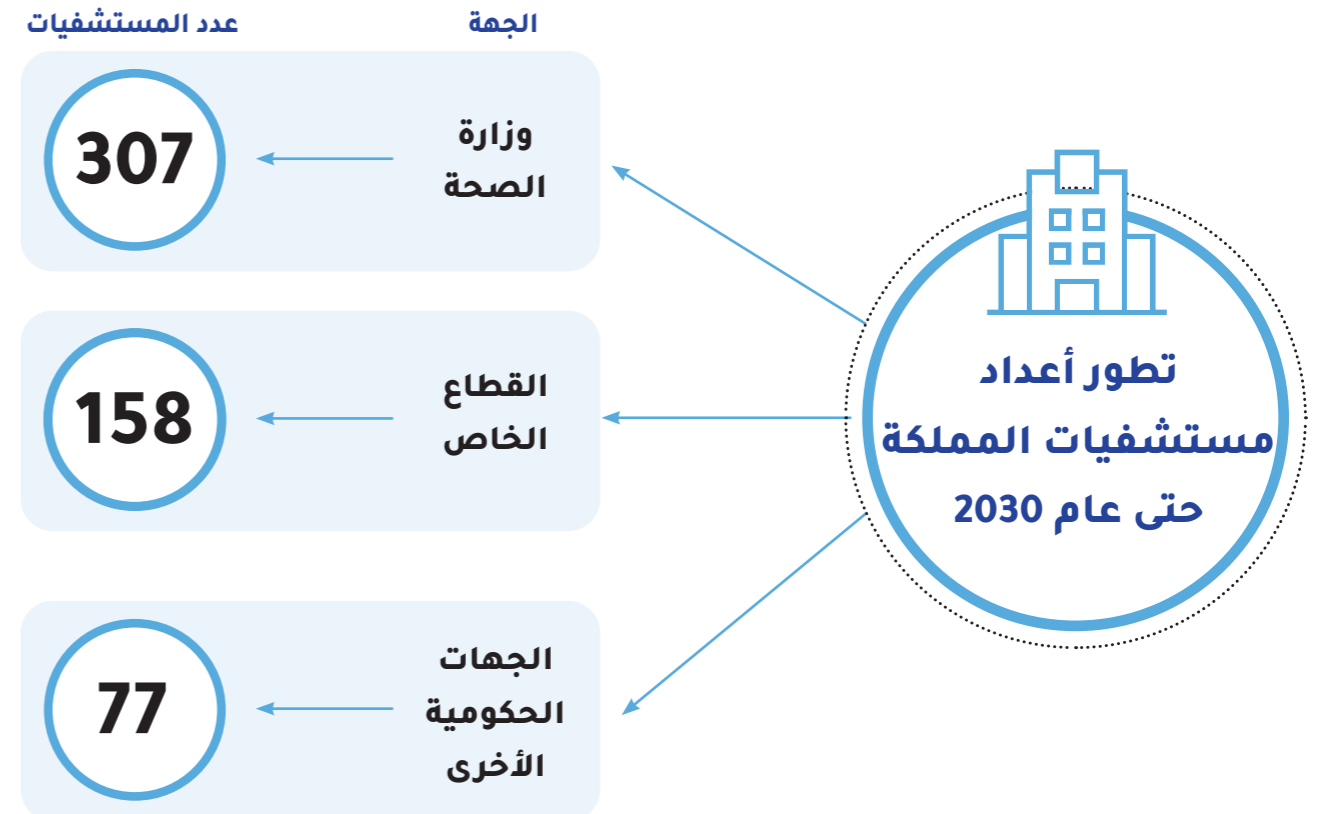 تطور أعداد
مستشفيات المملكة
حتى عام 2030
الجهة
عدد المستشفيات
وزارة
الصحة
307
القطاع
الخاص
158
الجهات
الحكومية
الأخرى
77